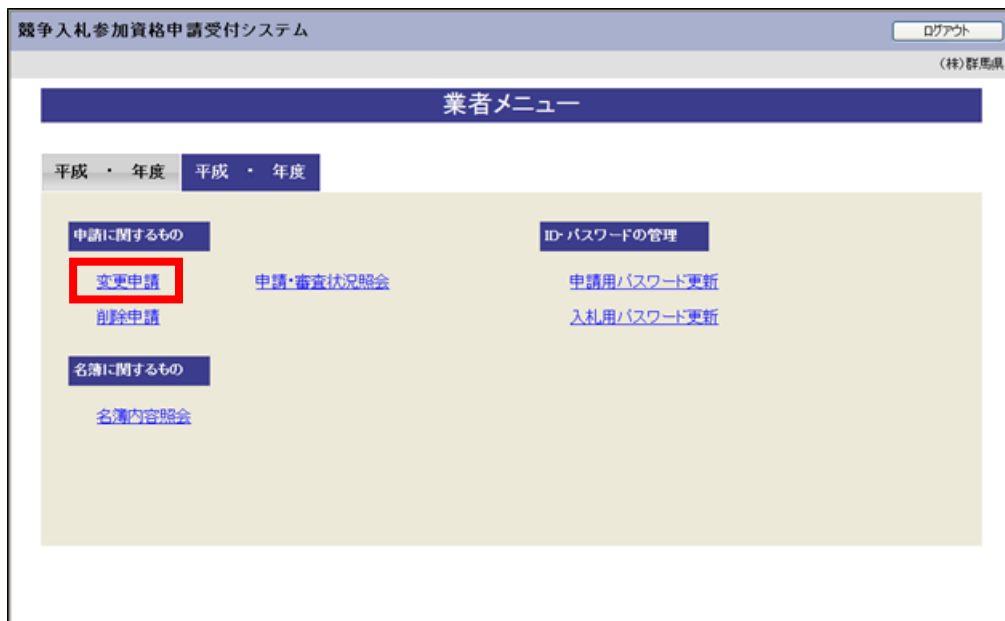 競争入札参加資格申請受付システム
ログアウト
(株)群馬県
業者メニュー
平成 ・ 年度 平成 ・ 年度
申請に関するもの ID・パスワードの管理
変更申請 申請・審査状況照会 申請用パスワード更新
削除申請 入札用パスワード更新
名簿に関するもの
名簿内容照会